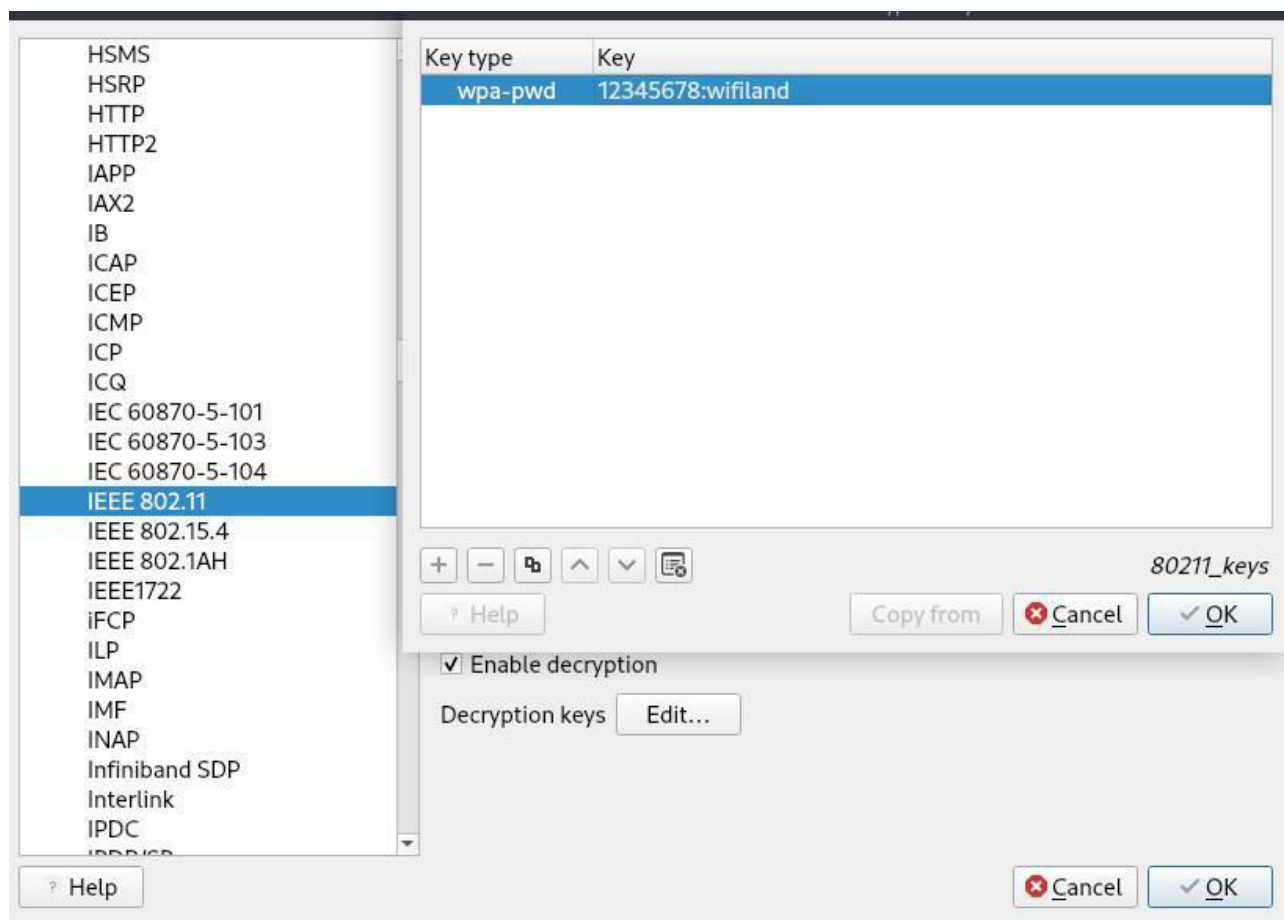 HSMS
HSRP
HTTP
HTTP2
IAPP
IAX2
IB
ICAP
ICEP
ICMP
ICP
ICQ
IEC 60870-5-101
IEC 60870-5-103
IEC 60870-5-104
IEEE 802.11
IEEE 802.15.4
IEEE 802.1AH
IEEE1722
iFCP
ILP
IMAP
IMF
INAP
Infiniband SDP
Interlink
IPDC
Key type Key
wpa-pwd 12345678:wifiland
80211_keys
? Help Copy from Cancel OK
Enable decryption
Decryption keys Edit...
? Help Cancel OK